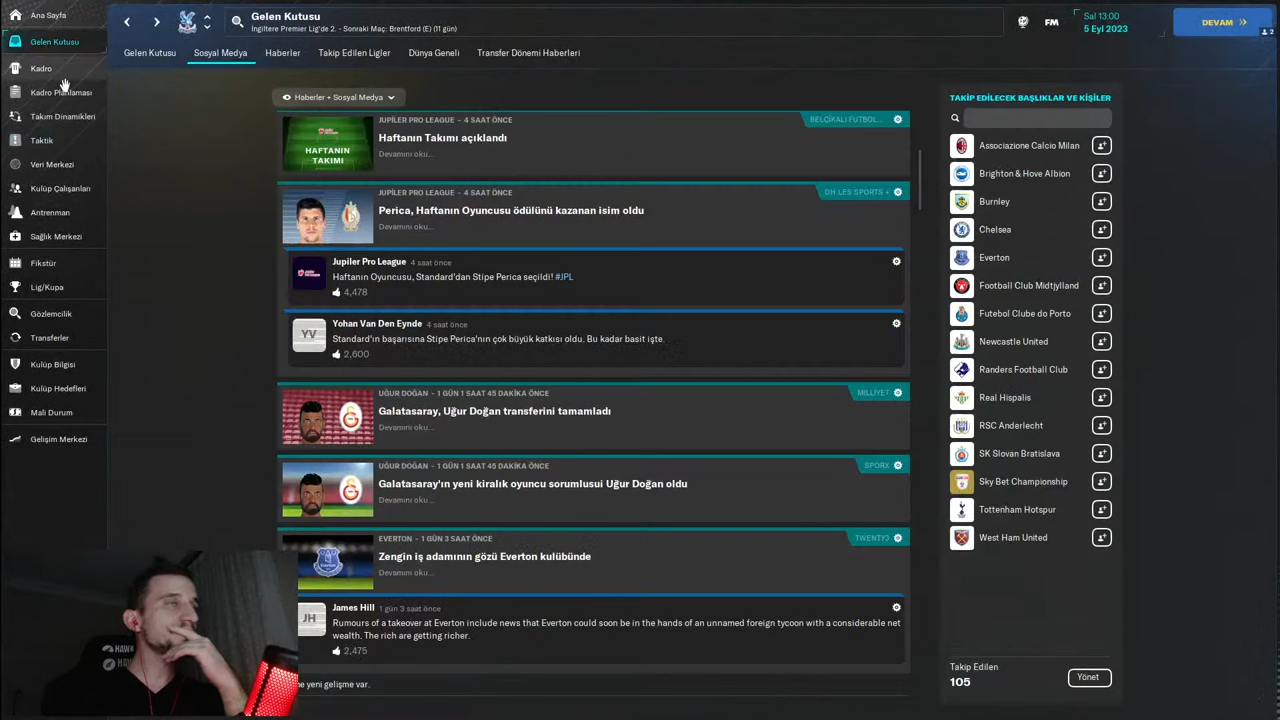 Ana Sayfa
Gelen Kutusu
Kadro
Kadro Planlaması
Takım Dinamikleri
Taktik
Veri Merkezi
Kulüp Çalışanları
Antrenman
Sağlık Merkezi
Fikstür
Lig/Kupa
Gözlemcilik
Transferler
Kulüp Bilgisi
Kulüp Hedefleri
Mali Durum
Gelişim Merkezi
Gelen Kutusu
İngiltere Premier Lig'de 2. - Sonraki Maç: Brentford (E) (11 gün)
FM
Sal 13:00
5 Eyl 2023
DEVAM
2
Gelen Kutusu Sosyal Medya Haberler Takip Edilen Ligler Dünya Geneli Transfer Dönemi Haberleri
Haberler + Sosyal Medya
HAFTANIN
TAKIMI
JUPİLER PRO LEAGUE - 4 SAAT ÖNCE
BELÇİKALI FUTBOL...
Haftanın Takımı açıklandı
Devamını oku...
JUPİLER PRO LEAGUE - 4 SAAT ÖNCE
DH LES SPORTS +
Perica, Haftanın Oyuncusu ödülünü kazanan isim oldu
Devamını oku...
Jupiler Pro League 4 saat önce
Haftanın Oyuncusu, Standard'dan Stipe Perica seçildi! #JPL
4,478
YV
Yohan Van Den Eynde 4 saat önce
Standard'ın başarısına Stipe Perica'nın çok büyük katkısı oldu. Bu kadar basit işte.
2,600
UĞUR DOĞAN - 1 GÜN 1 SAAT 45 DAKİKA ÖNCE
MİLLİYET
Galatasaray, Uğur Doğan transferini tamamladı
Devamını oku...
UĞUR DOĞAN - 1 GÜN 1 SAAT 45 DAKİKA ÖNCE
SPORX
Galatasaray'ın yeni kiralık oyuncu sorumlusui Uğur Doğan oldu
Devamını oku...
EVERTON - 1 GÜN 3 SAAT ÖNCE
TWENTY3
Zengin iş adamının gözü Everton kulübünde
Devamını oku...
JH
James Hill 1 gün 3 saat önce
Rumours of a takeover at Everton include news that Everton could soon be in the hands of an unnamed foreign tycoon with a considerable net
wealth. The rich are getting richer.
2,475
yeni gelişme var.
TAKİP EDİLECEK BAŞLIKLAR VE KİŞİLER
Associazione Calcio Milan
Brighton & Hove Albion
Burnley
Chelsea
Everton
Football Club Midtjylland
Futebol Clube do Porto
Newcastle United
Randers Football Club
Real Hispalis
RSC Anderlecht
SK Slovan Bratislava
Sky Bet Championship
Tottenham Hotspur
West Ham United
Takip Edilen
105
Yönet